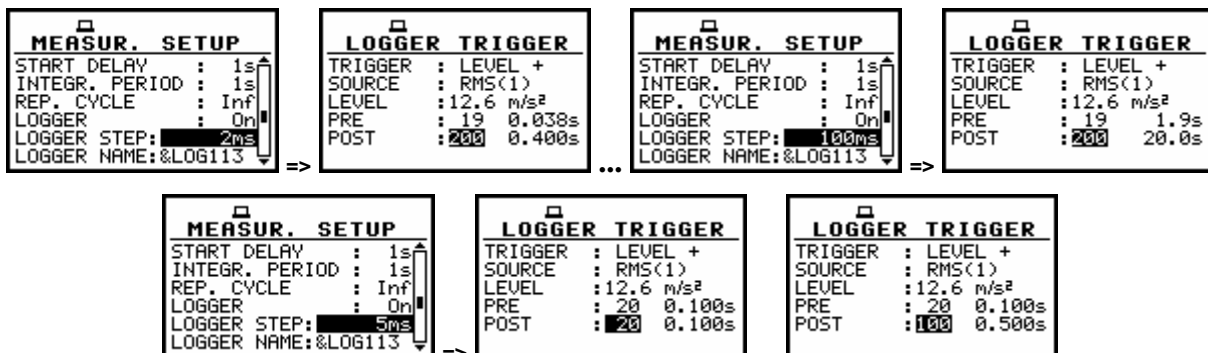 MEASUR. SETUP
START DELAY : 1s
INTEGR. PERIOD : 1s
REP. CYCLE : Inf
LOGGER : On
LOGGER STEP: 2ms
LOGGER NAME:&LOG113
=>
LOGGER TRIGGER
TRIGGER : LEVEL +
SOURCE : RMS(1)
LEVEL :12.6 m/s²
PRE : 19 0.038s
POST :200 0.400s
...
MEASUR. SETUP
START DELAY : 1s
INTEGR. PERIOD : 1s
REP. CYCLE : Inf
LOGGER : On
LOGGER STEP: 100ms
LOGGER NAME:&LOG113
=>
LOGGER TRIGGER
TRIGGER : LEVEL +
SOURCE : RMS(1)
LEVEL :12.6 m/s²
PRE : 19 1.9s
POST :200 20.0s
MEASUR. SETUP
START DELAY : 1s
INTEGR. PERIOD : 1s
REP. CYCLE : Inf
LOGGER : On
LOGGER STEP: 5ms
LOGGER NAME:&LOG113
=>
LOGGER TRIGGER
TRIGGER : LEVEL +
SOURCE : RMS(1)
LEVEL :12.6 m/s²
PRE : 20 0.100s
POST : 20 0.100s
LOGGER TRIGGER
TRIGGER : LEVEL +
SOURCE : RMS(1)
LEVEL :12.6 m/s²
PRE : 20 0.100s
POST :100 0.500s